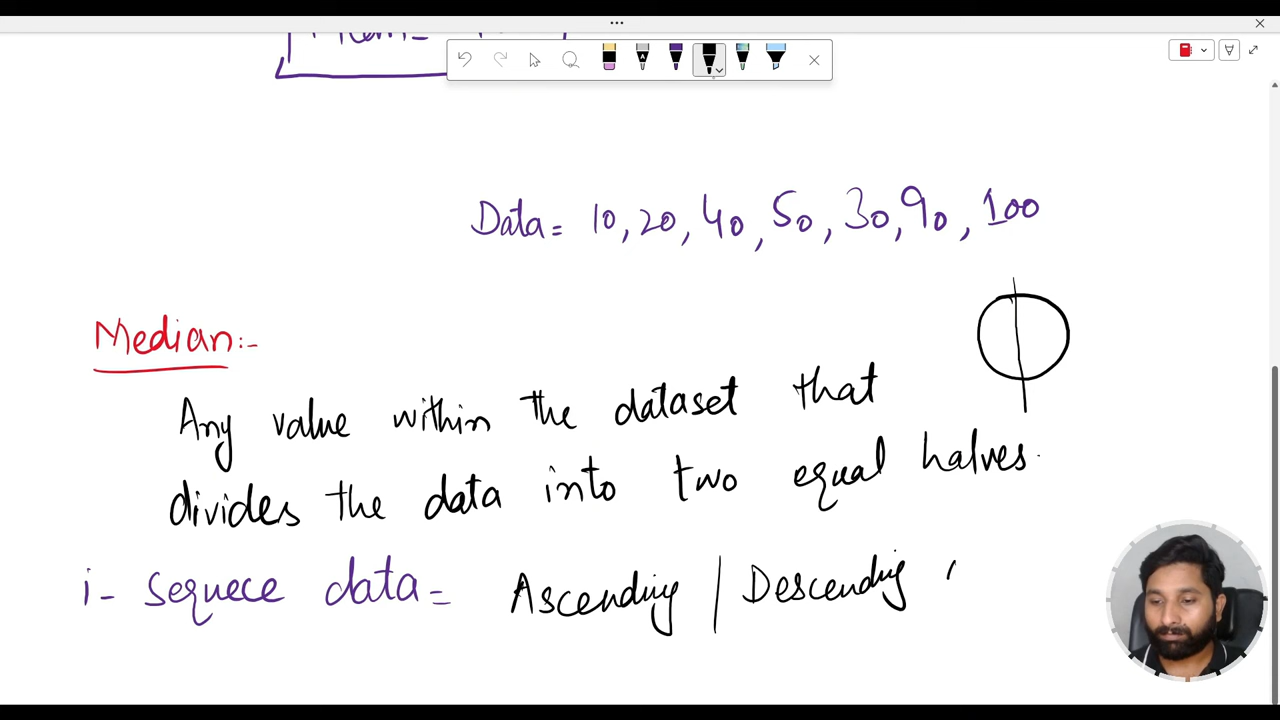 Data = 10, 20, 40, 50, 30, 90, 100
Median:-
Any value within the dataset that
divides the data into two equal halves.
i- Sequece data = Ascending | Descending